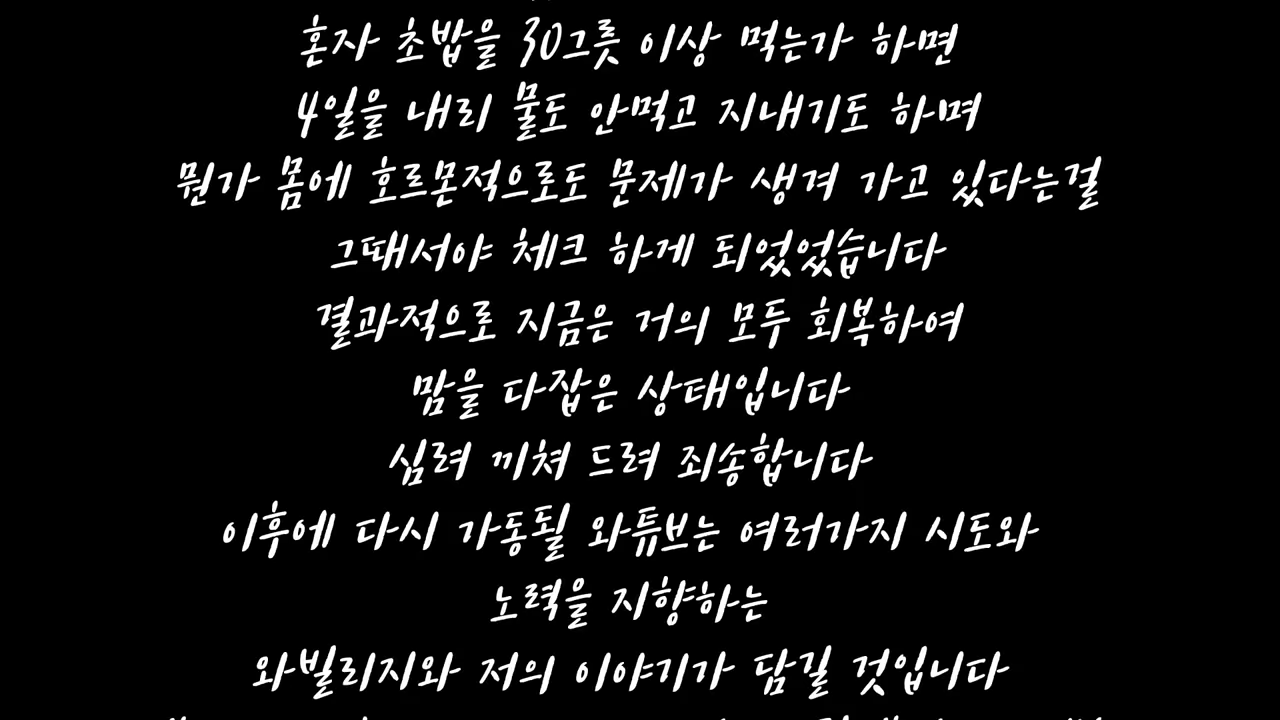 혼자 초밥을 30그릇 이상 먹는가 하면
4일을 내리 물도 안먹고 지내기도 하며
뭔가 몸에 호르몬적으로도 문제가 생겨 가고 있다는걸
그때서야 체크 하게 되었었습니다
결과적으로 지금은 거의 모두 회복하여
맘을 다잡은 상태입니다
심려 끼쳐 드려 죄송합니다
이후에 다시 가동될 와튜브는 여러가지 시도와
노력을 지향하는
와빌리지와 저의 이야기가 담길 것입니다